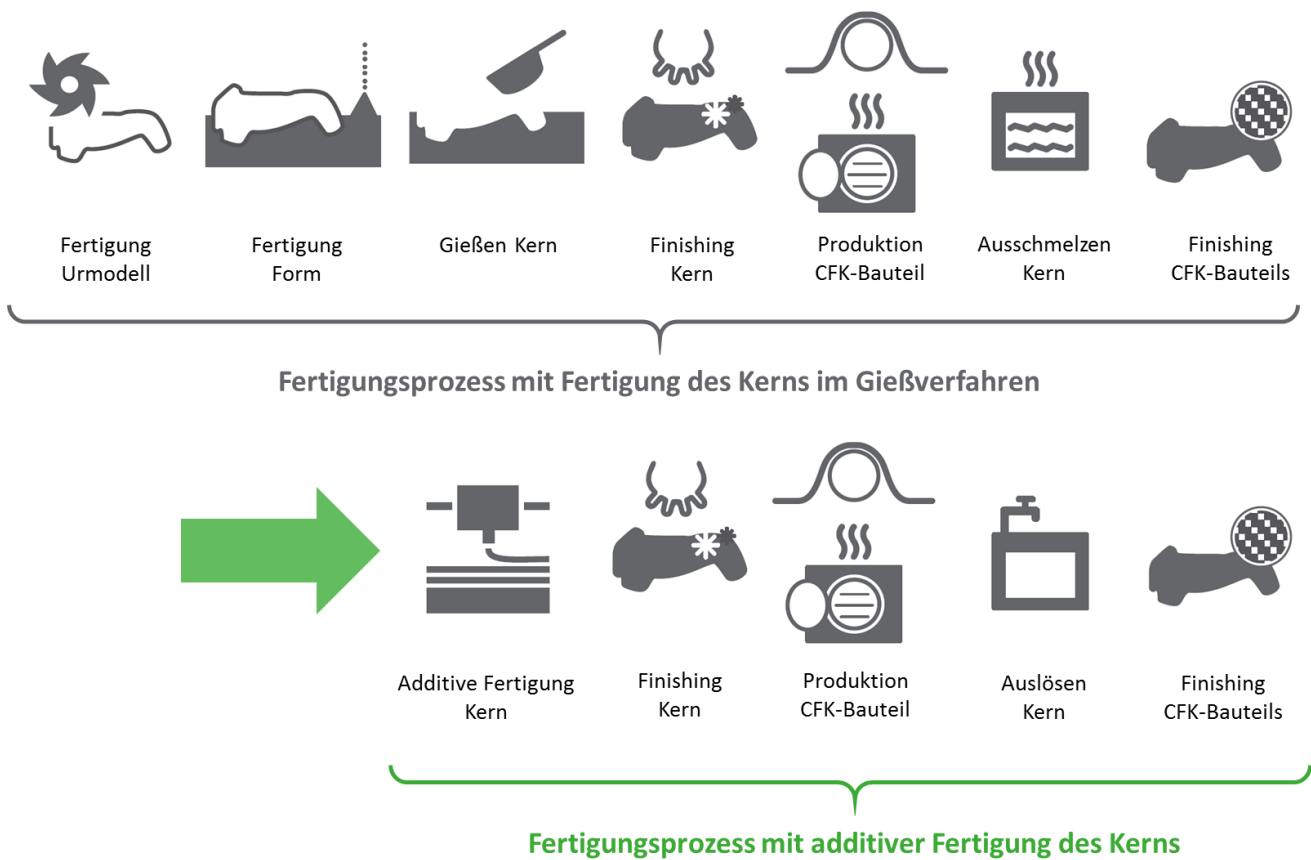 Fertigung
Urmodell
Fertigung
Form
Gießen Kern
Finishing
Kern
Produktion
CFK-Bauteil
Ausschmelzen
Kern
Finishing
CFK-Bauteils
Fertigungsprozess mit Fertigung des Kerns im Gießverfahren
Additive Fertigung
Kern
Finishing
Kern
Produktion
CFK-Bauteil
Auslösen
Kern
Finishing
CFK-Bauteils
Fertigungsprozess mit additiver Fertigung des Kerns